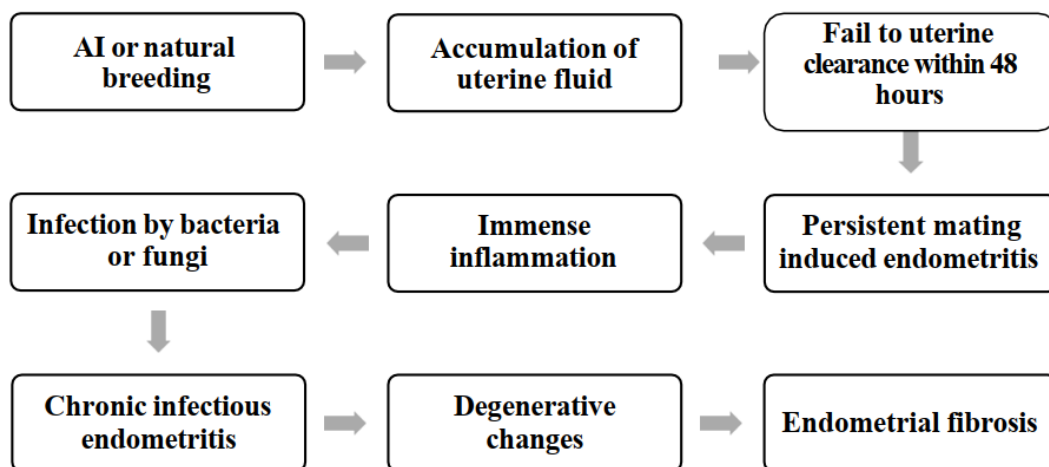 AI or natural
breeding
Accumulation of
uterine fluid
Fail to uterine
clearance within 48
hours
Persistent mating
induced endometritis
Immense
inflammation
Infection by bacteria
or fungi
Chronic infectious
endometritis
Degenerative
changes
Endometrial fibrosis